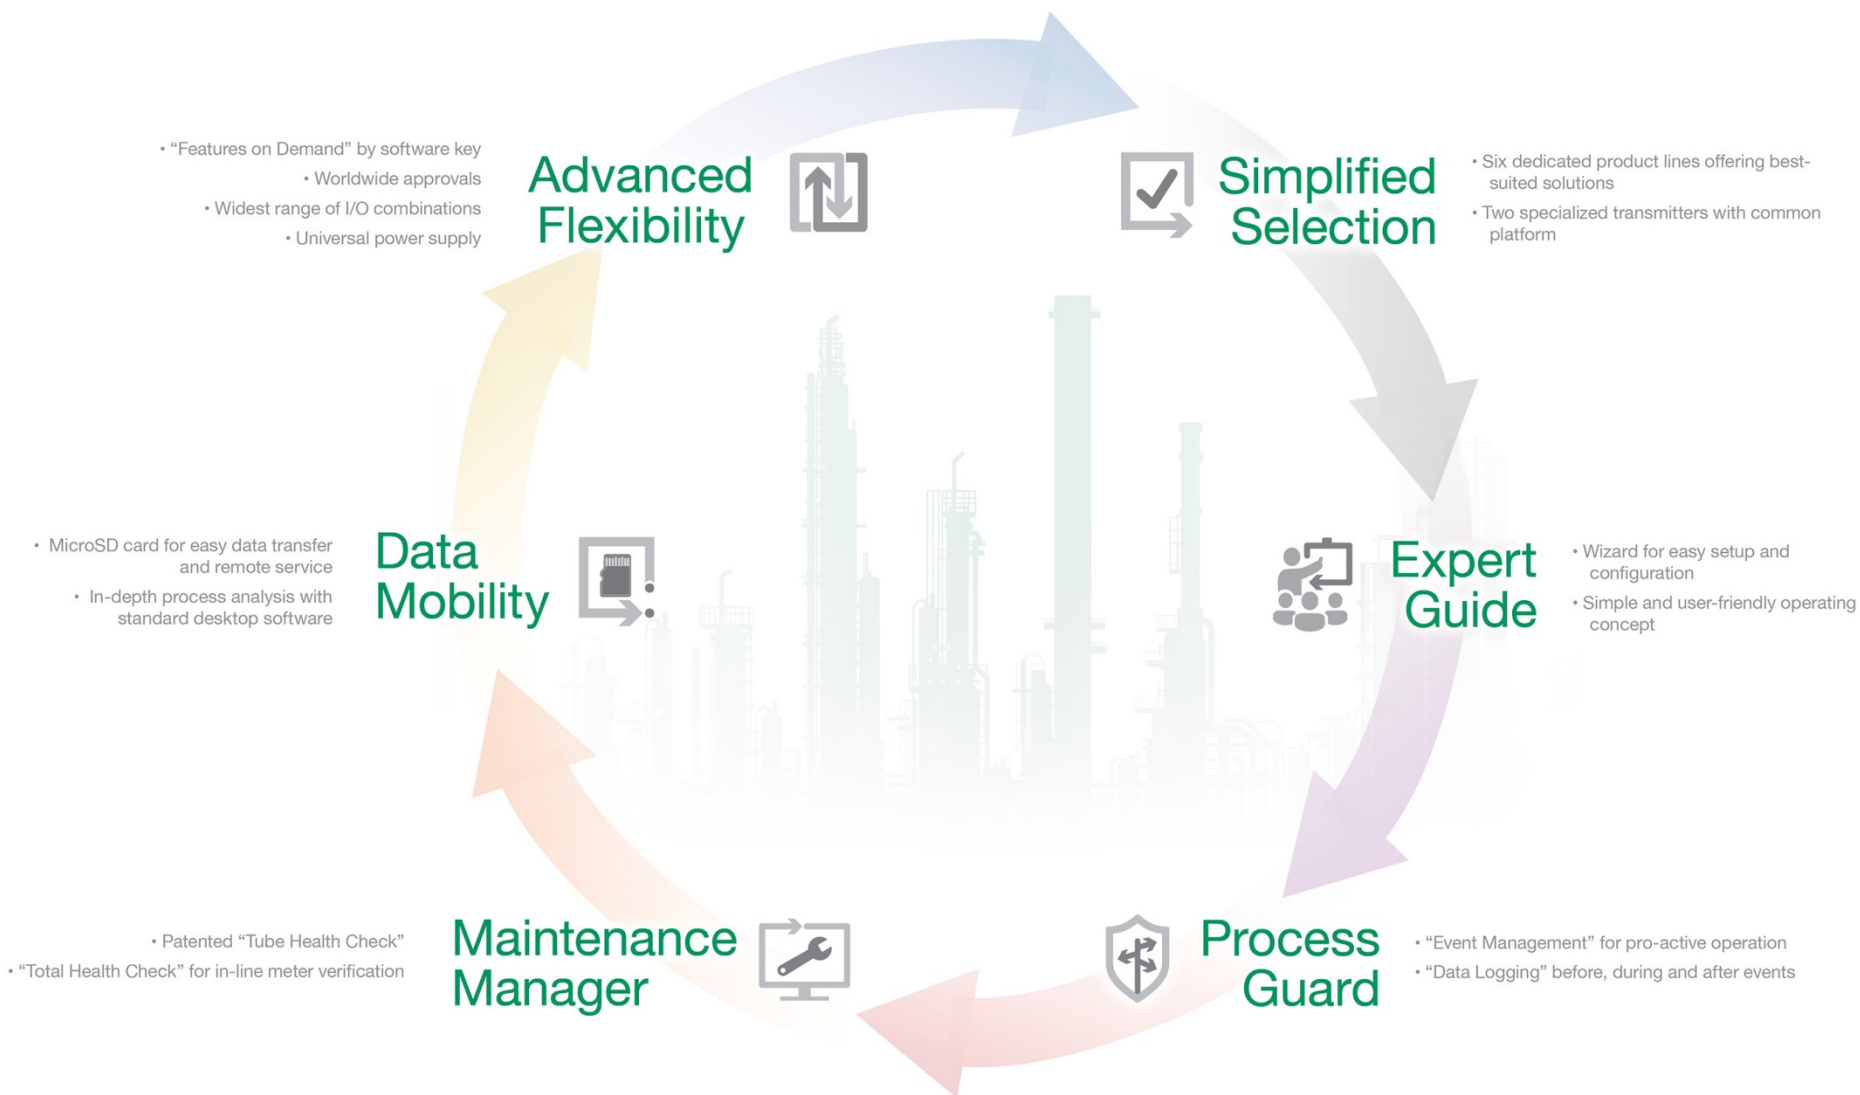 • “Features on Demand” by software key
• Worldwide approvals
• Widest range of I/O combinations
• Universal power supply
Advanced
Flexibility
Simplified
Selection
• Six dedicated product lines offering best-
suited solutions
• Two specialized transmitters with common
platform
• MicroSD card for easy data transfer
and remote service
• In-depth process analysis with
standard desktop software
Data
Mobility
Expert
Guide
• Wizard for easy setup and
configuration
• Simple and user-friendly operating
concept
• Patented “Tube Health Check”
• “Total Health Check” for in-line meter verification
Maintenance
Manager
Process
Guard
• “Event Management” for pro-active operation
• “Data Logging” before, during and after events